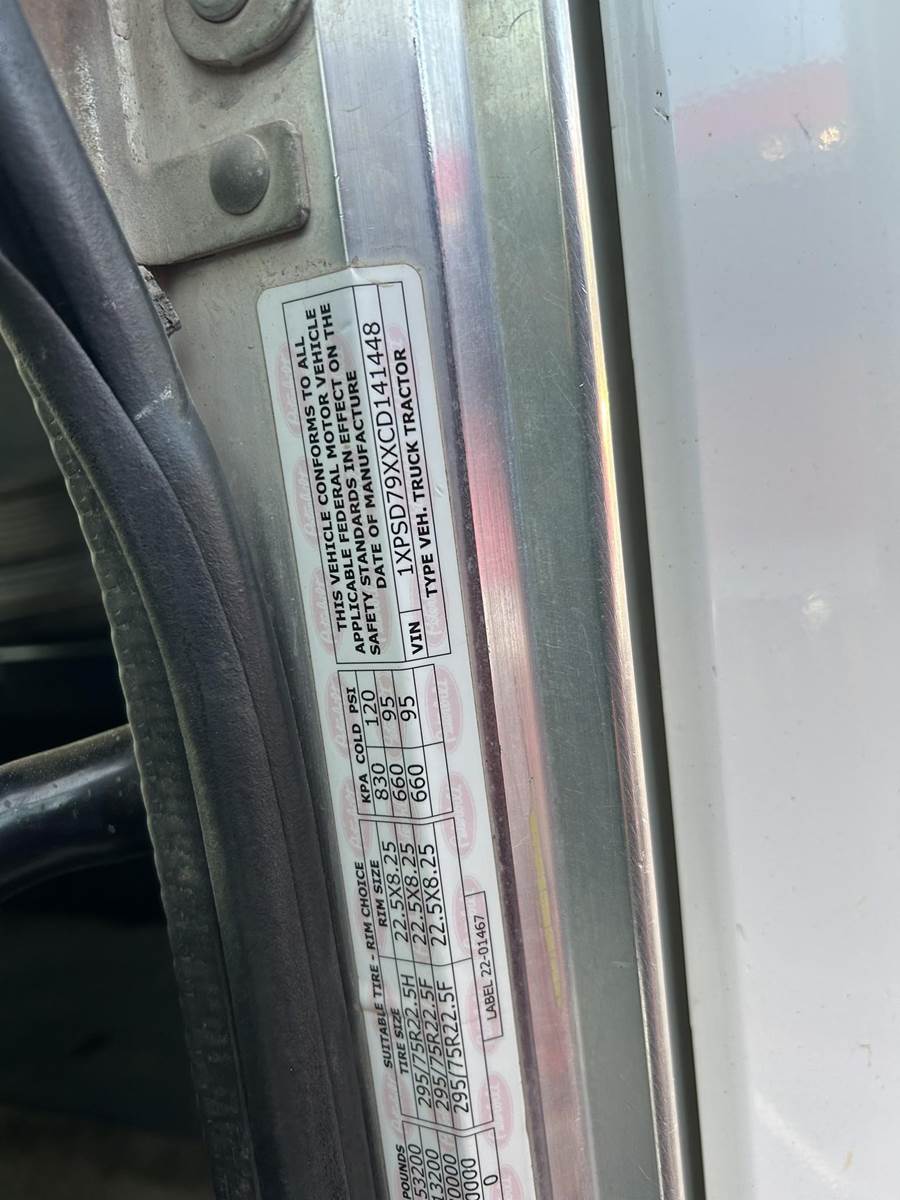 THIS VEHICLE CONFORMS TO ALL
APPLICABLE FEDERAL MOTOR VEHICLE
SAFETY STANDARDS IN EFFECT ON THE
DATE OF MANUFACTURE
VIN 1XPSD79XXCD141448
TYPE VEH. TRUCK TRACTOR
POUNDS
53200
13200
0000
0000
0
SUITABLE TIRE - RIM CHOICE
TIRE SIZE RIM SIZE KPA COLD PSI
295/75R22.5H 22.5X8.25 830 120
295/75R22.5F 22.5X8.25 660 95
295/75R22.5F 22.5X8.25 660 95
LABEL 22-01467